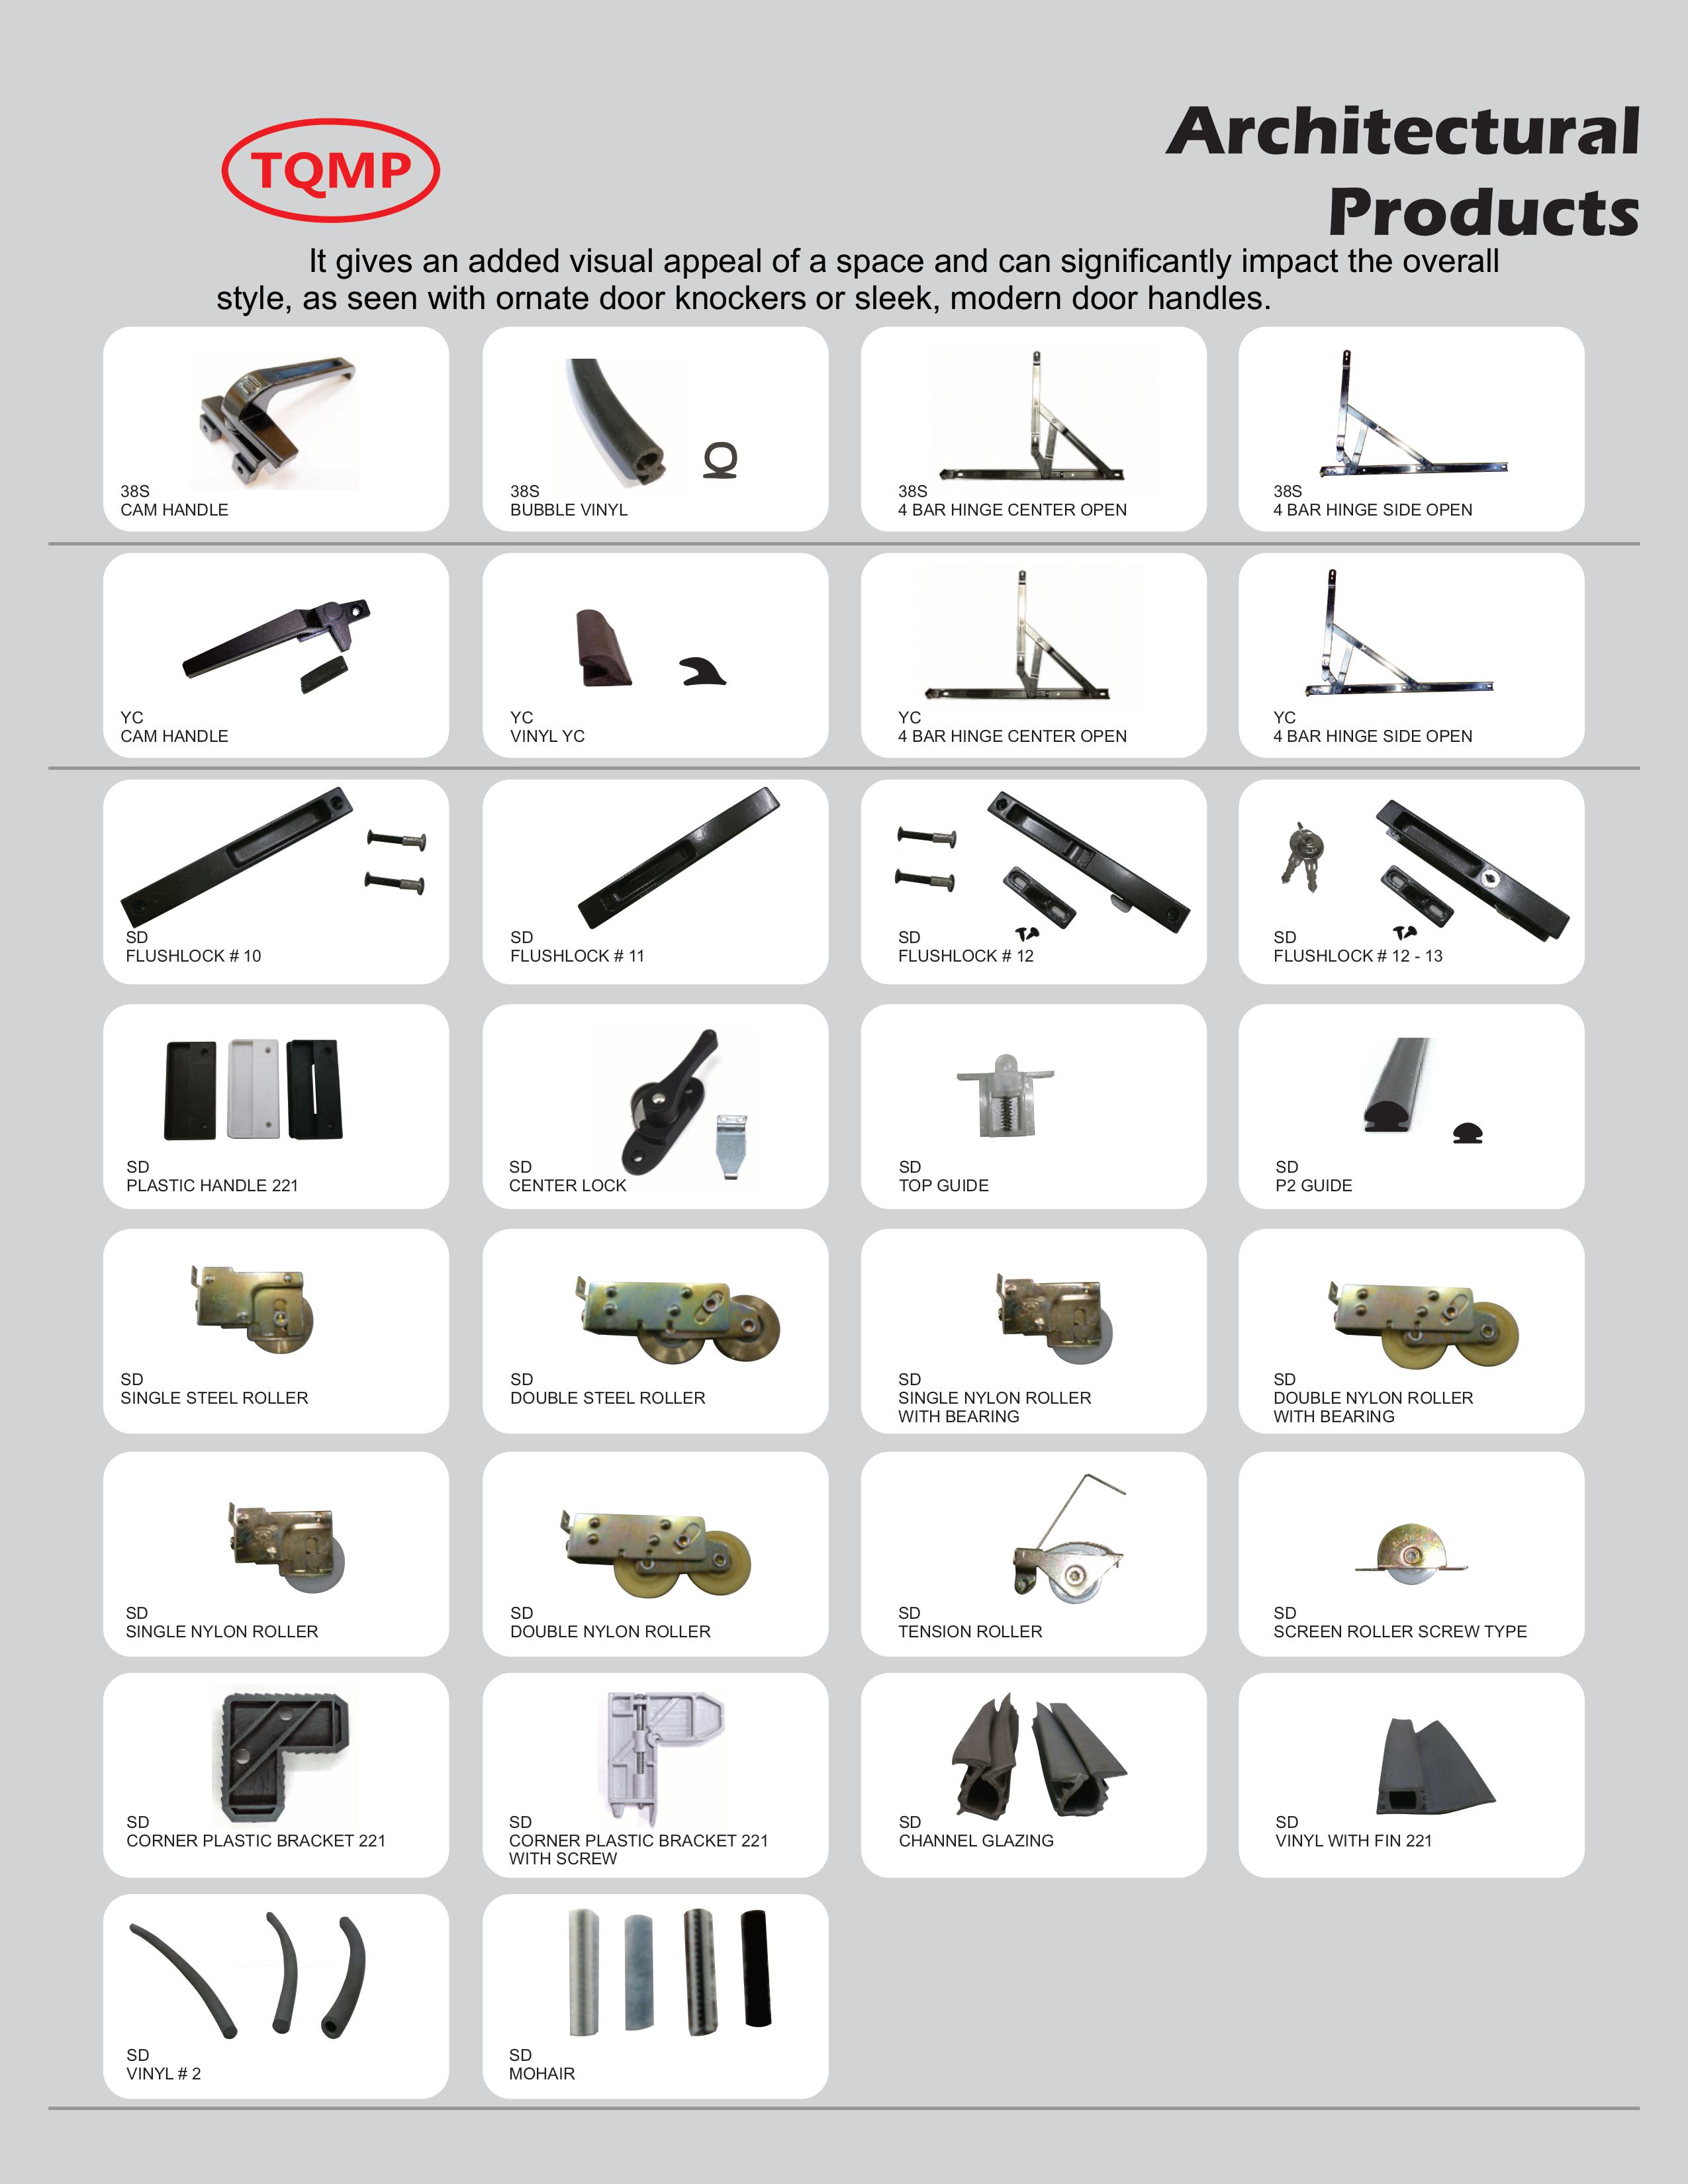 TQMP
Architectural
Products
It gives an added visual appeal of a space and can significantly impact the overall
style, as seen with ornate door knockers or sleek, modern door handles.
38S
CAM HANDLE
38S
BUBBLE VINYL
38S
4 BAR HINGE CENTER OPEN
38S
4 BAR HINGE SIDE OPEN
YC
CAM HANDLE
YC
VINYL YC
YC
4 BAR HINGE CENTER OPEN
YC
4 BAR HINGE SIDE OPEN
SD
FLUSHLOCK # 10
SD
FLUSHLOCK # 11
SD
FLUSHLOCK # 12
SD
FLUSHLOCK # 12 - 13
SD
PLASTIC HANDLE 221
SD
CENTER LOCK
SD
TOP GUIDE
SD
P2 GUIDE
SD
SINGLE STEEL ROLLER
SD
DOUBLE STEEL ROLLER
SD
SINGLE NYLON ROLLER
WITH BEARING
SD
DOUBLE NYLON ROLLER
WITH BEARING
SD
SINGLE NYLON ROLLER
SD
DOUBLE NYLON ROLLER
SD
TENSION ROLLER
SD
SCREEN ROLLER SCREW TYPE
SD
CORNER PLASTIC BRACKET 221
SD
CORNER PLASTIC BRACKET 221
WITH SCREW
SD
CHANNEL GLAZING
SD
VINYL WITH FIN 221
SD
VINYL # 2
SD
MOHAIR